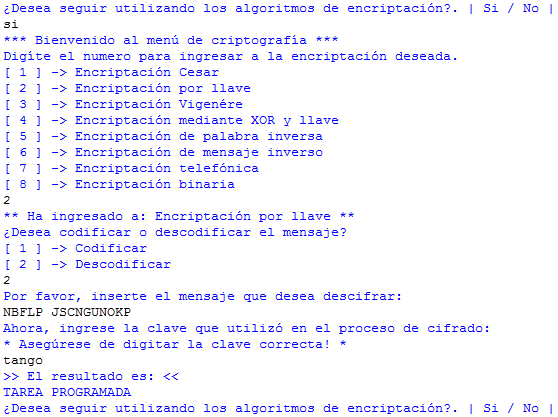 ¿Desea seguir utilizando los algoritmos de encriptación?. | Si / No |
si
*** Bienvenido al menú de criptografía ***
Digíte el numero para ingresar a la encriptación deseada.
[ 1 ] -> Encriptación Cesar
[ 2 ] -> Encriptación por llave
[ 3 ] -> Encriptación Vigenére
[ 4 ] -> Encriptación mediante XOR y llave
[ 5 ] -> Encriptación de palabra inversa
[ 6 ] -> Encriptación de mensaje inverso
[ 7 ] -> Encriptación telefónica
[ 8 ] -> Encriptación binaria
2
** Ha ingresado a: Encriptación por llave **
¿Desea codificar o descodificar el mensaje?
[ 1 ] -> Codificar
[ 2 ] -> Descodificar
2
Por favor, inserte el mensaje que desea descifrar:
NBFLP JSCNGUNOKP
Ahora, ingrese la clave que utilizó en el proceso de cifrado:
* Asegúrese de digitar la clave correcta! *
tango
>> El resultado es: <<
TAREA PROGRAMADA
¿Desea seguir utilizando los algoritmos de encriptación?. | Si / No |